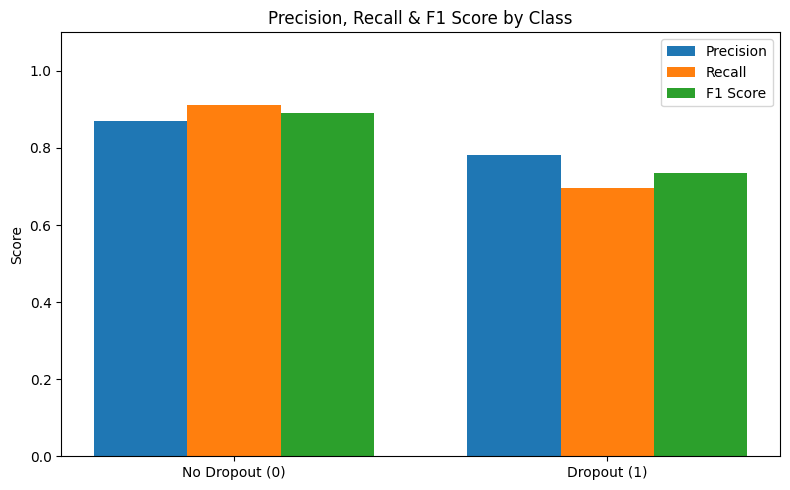 Precision, Recall & F1 Score by Class
Precision
Recall
F1 Score
Score
1.0
0.8
0.6
0.4
0.2
0.0
No Dropout (0)
Dropout (1)